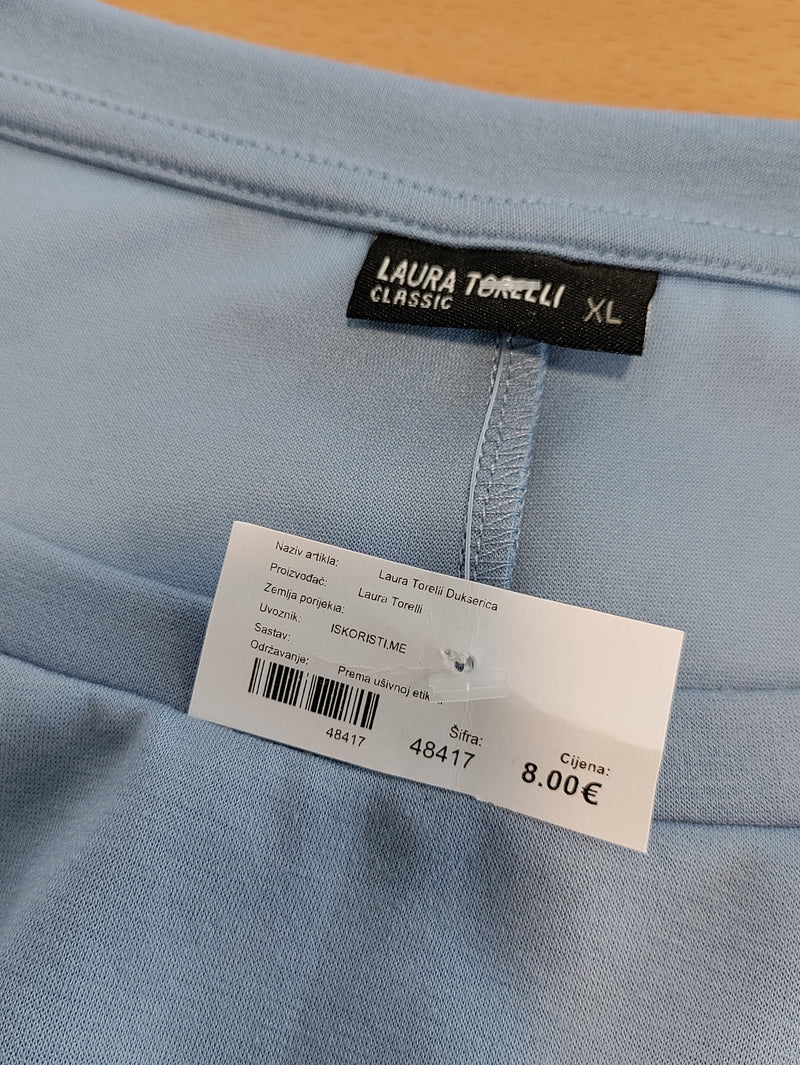 LAURA TORELLI
CLASSIC
XL
Naziv artikla: Laura Torelii Dukserica
Proizvođač: Laura Torelli
Zemlja porijekla:
Uvoznik: ISKORISTI.ME
Sastav:
Održavanje: Prema ušivnoj
48417
Šifra:
48417
Cijena:
8.00€